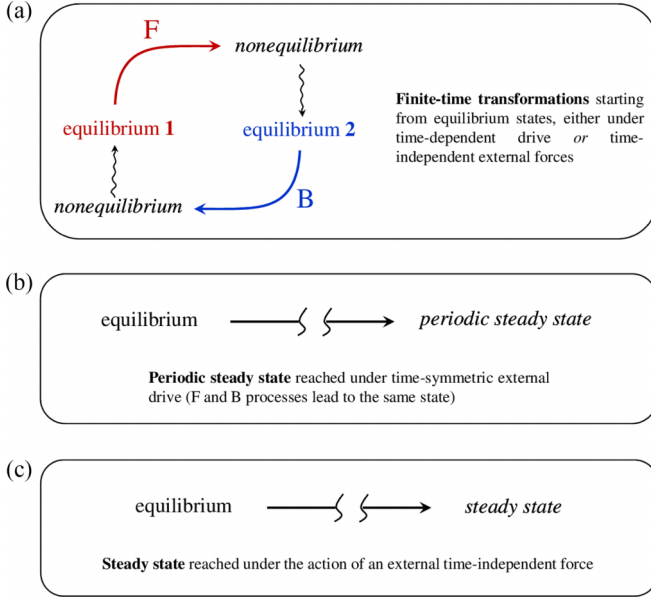 (a)
F
nonequilibrium
equilibrium 1
equilibrium 2
nonequilibrium
B
Finite-time transformations starting
from equilibrium states, either under
time-dependent drive or time-
independent external forces
(b)
equilibrium
periodic steady state
Periodic steady state reached under time-symmetric external
drive (F and B processes lead to the same state)
(c)
equilibrium
steady state
Steady state reached under the action of an external time-independent force